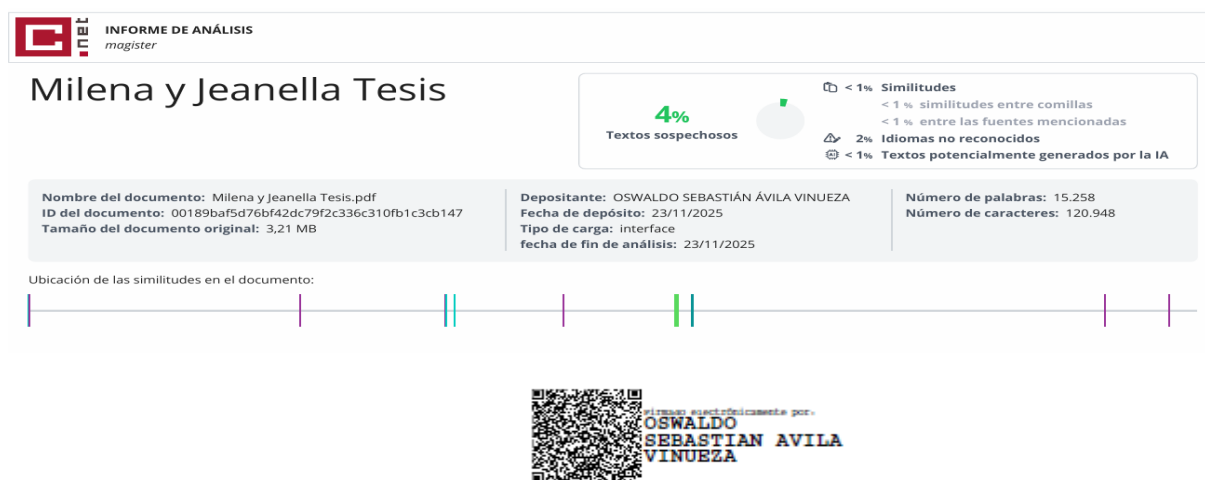 C.net
INFORME DE ANÁLISIS
magister
Milena y Jeanella Tesis
4%
Textos sospechosos
< 1% Similitudes
< 1 % similitudes entre comillas
< 1 % entre las fuentes mencionadas
2% Idiomas no reconocidos
< 1% Textos potencialmente generados por la IA
Nombre del documento: Milena y Jeanella Tesis.pdf
ID del documento: 00189baf5d76bf42dc79f2c336c310fb1c3cb147
Tamaño del documento original: 3,21 MB
Depositante: OSWALDO SEBASTIÁN ÁVILA VINUEZA
Fecha de depósito: 23/11/2025
Tipo de carga: interface
fecha de fin de análisis: 23/11/2025
Número de palabras: 15.258
Número de caracteres: 120.948
Ubicación de las similitudes en el documento:
Firmado electrónicamente por:
OSWALDO
SEBASTIAN AVILA
VINUEZA